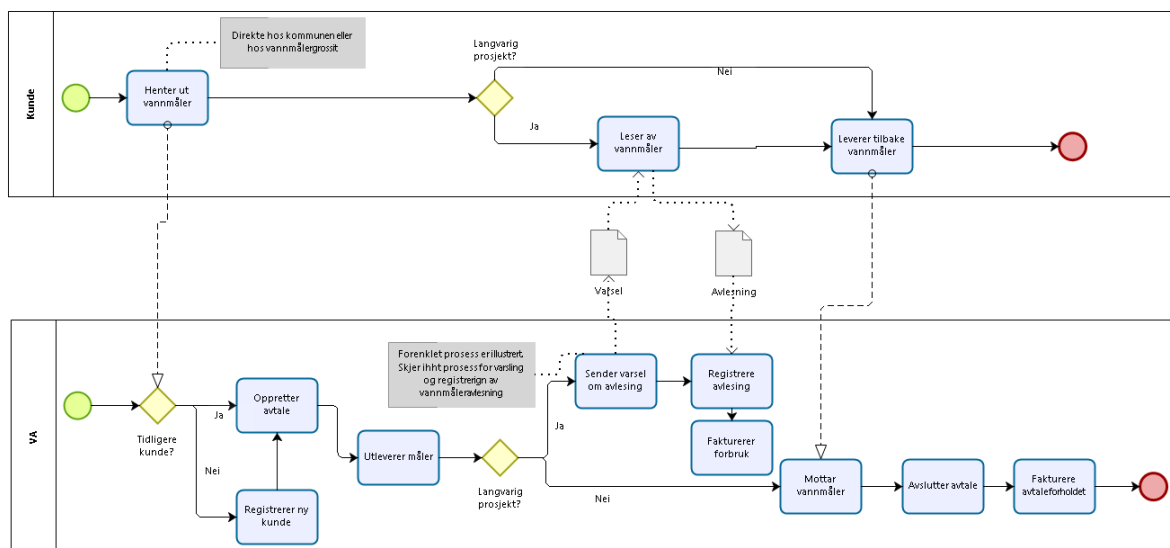 Kunde
Direkte hos kommunen eller
hos vannmålergrossit
Henter ut
vannmåler
Langvarig
prosjekt?
Nei
Ja
Leser av
vannmåler
Leverer tilbake
vannmåler
Varsel
Avlesning
VA
Tidligere
kunde?
Ja
Nei
Oppretter
avtale
Registrerer ny
kunde
Utleverer måler
Forenklet prosess er illustrert.
Skjer ihht prosess for varsling
og registrerign av
vannmåleravlesning
Langvarig
prosjekt?
Ja
Nei
Sender varsel
om avlesing
Registrere
avlesing
Fakturerer
forbruk
Mottar
vannmåler
Avslutter avtale
Fakturere
avtaleforholdet